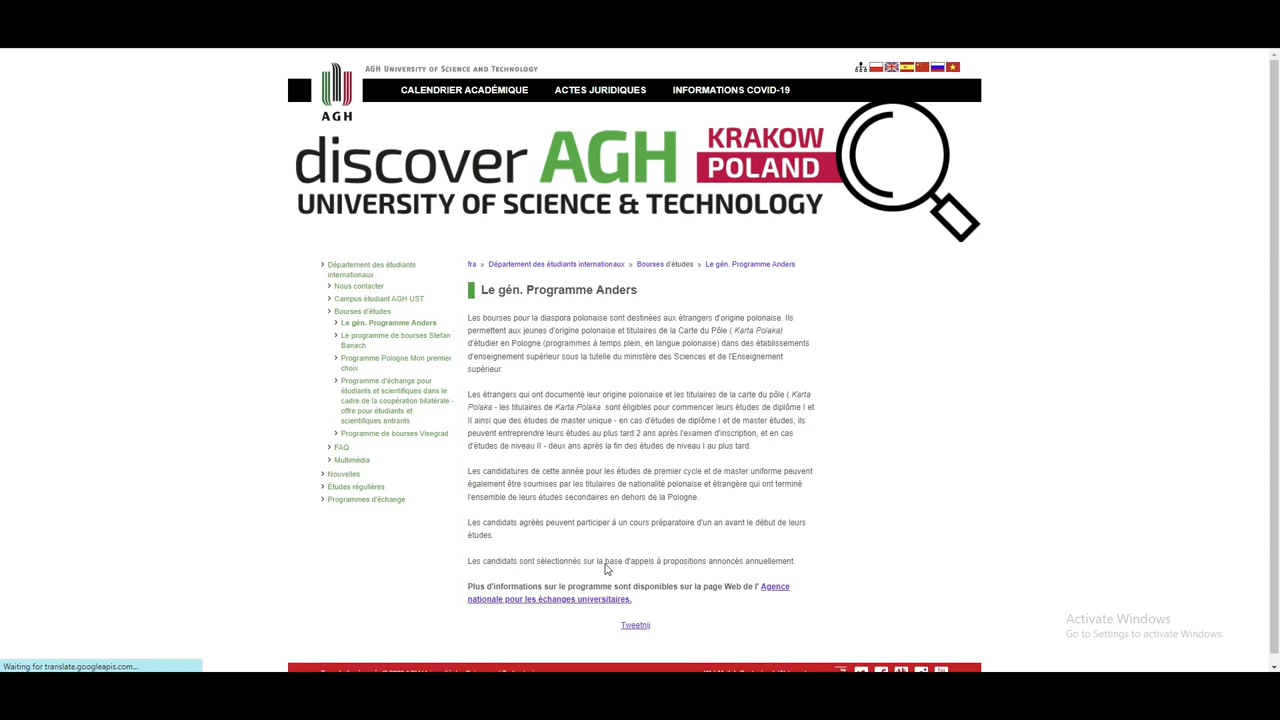 AGH University of Science and Technology
CALENDRIER ACADÉMIQUE ACTES JURIDIQUES INFORMATIONS COVID-19
AGH
discover AGH KRAKOW POLAND
UNIVERSITY OF SCIENCE & TECHNOLOGY
Département des étudiants
internationaux
Nous contacter
Campus étudiant AGH UST
Bourses d'études
Le gén. Programme Anders
Le programme de bourses Stefan
Banach
Programme Pologne Mon premier
choix
Programme d'échange pour
étudiants et scientifiques dans le
cadre de la coopération bilatérale -
offre pour étudiants et
scientifiques entrants
Programme de bourses Visegrad
FAQ
Multimédia
Nouvelles
Études régulières
Programmes d'échange
fra » Département des étudiants internationaux » Bourses d'études » Le gén. Programme Anders
Le gén. Programme Anders
Les bourses pour la diaspora polonaise sont destinées aux étrangers d'origine polonaise. Ils
permettent aux jeunes d'origine polonaise et titulaires de la Carte du Pôle ( Karta Polaka)
d'étudier en Pologne (programmes à temps plein, en langue polonaise) dans des établissements
d'enseignement supérieur sous la tutelle du ministère des Sciences et de l'Enseignement
supérieur.
Les étrangers qui ont documenté leur origine polonaise et les titulaires de la carte du pôle ( Karta
Polaka - les titulaires de Karta Polaka sont éligibles pour commencer leurs études de diplôme I et
II ainsi que des études de master unique - en cas d'études de diplôme I et de master études, ils
peuvent entreprendre leurs études au plus tard 2 ans après l'examen d'inscription, et en cas
d'études de niveau II - deux ans après la fin des études de niveau I au plus tard.
Les candidatures de cette année pour les études de premier cycle et de master uniforme peuvent
également être soumises par les titulaires de nationalité polonaise et étrangère qui ont terminé
l'ensemble de leurs études secondaires en dehors de la Pologne.
Les candidats agréés peuvent participer à un cours préparatoire d'un an avant le début de leurs
études.
Les candidats sont sélectionnés sur la base d'appels à propositions annoncés annuellement.
Plus d'informations sur le programme sont disponibles sur la page Web de l' Agence
nationale pour les échanges universitaires.
Tweetnij
Activate Windows
Go to Settings to activate Windows.
Waiting for translate.googleapis.com...